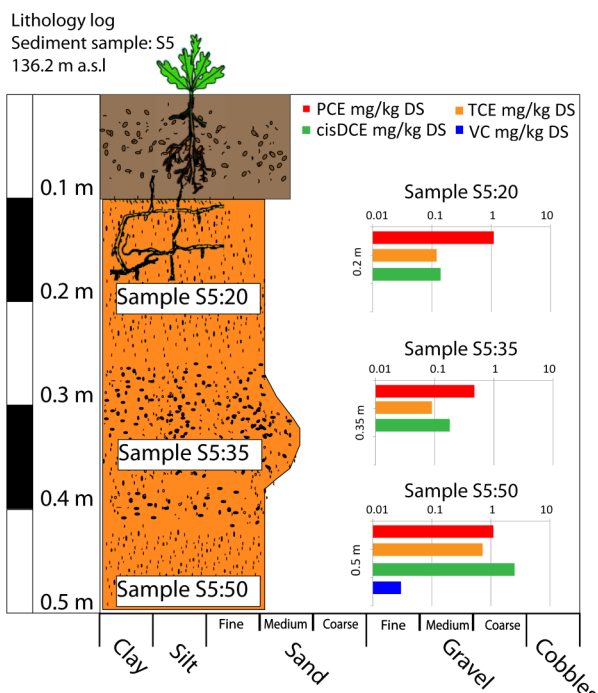 Lithology log
Sediment sample: S5
136.2 m a.s.l
PCE mg/kg DS
TCE mg/kg DS
cisDCE mg/kg DS
VC mg/kg DS
0.1 m
0.2 m
0.3 m
0.4 m
0.5 m
Sample S5:20
Sample S5:35
Sample S5:50
Sample S5:20
0.01 0.1 1 10
0.2 m
Sample S5:35
0.01 0.1 1 10
0.35 m
Sample S5:50
0.01 0.1 1 10
0.5 m
Fine Medium Coarse Fine Medium Coarse
Clay Silt Sand Gravel Cobbles